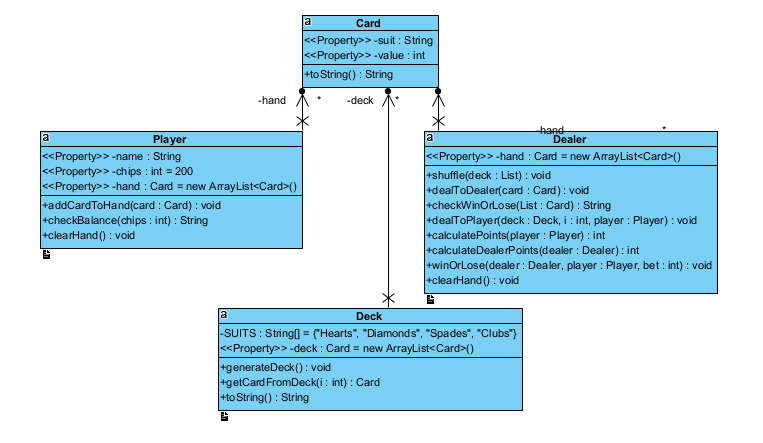 a
Card
<<Property>> -suit : String
<<Property>> -value : int
+toString() : String
-hand
*
-deck
*
-hand
*
a
Player
<<Property>> -name : String
<<Property>> -chips : int = 200
<<Property>> -hand : Card = new ArrayList<Card>()
+addCardToHand(card : Card) : void
+checkBalance(chips : int) : String
+clearHand() : void
a
Dealer
<<Property>> -hand : Card = new ArrayList<Card>()
+shuffle(deck : List) : void
+dealToDealer(card : Card) : void
+checkWinOrLose(List : Card) : String
+dealToPlayer(deck : Deck, i : int, player : Player) : void
+calculatePoints(player : Player) : int
+calculateDealerPoints(dealer : Dealer) : int
+winOrLose(dealer : Dealer, player : Player, bet : int) : void
+clearHand() : void
a
Deck
-SUITS : String[] = {"Hearts", "Diamonds", "Spades", "Clubs"}
<<Property>> -deck : Card = new ArrayList<Card>()
+generateDeck() : void
+getCardFromDeck(i : int) : Card
+toString() : String